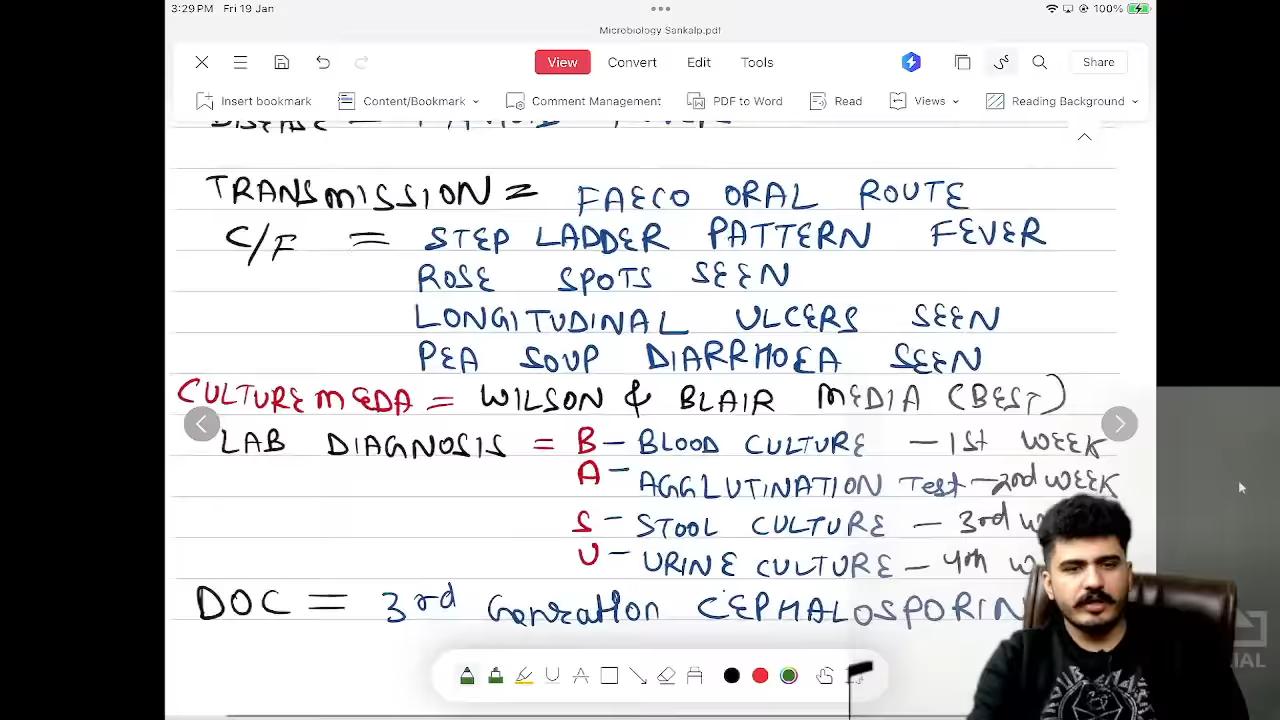 3:29 PM Fri 19 Jan
100%
Microbiology Sankalp.pdf
View Convert Edit Tools Share
Insert bookmark Content/Bookmark Comment Management PDF to Word Read Views Reading Background
DISEASE =
TRANSMISSION = FAECO ORAL ROUTE
C/F = STEP LADDER PATTERN FEVER
ROSE SPOTS SEEN
LONGITUDINAL ULCERS SEEN
PEA SOUP DIARRHOEA SEEN
CULTURE MEDA = WILSON & BLAIR MEDIA (BEST)
LAB DIAGNOSIS = B - BLOOD CULTURE - 1st WEEK
A - AGGLUTINATION Test - 2nd WEEK
S - STOOL CULTURE - 3rd
U - URINE CULTURE - 4th
DOC = 3rd Generation CEPHALOSPORIN